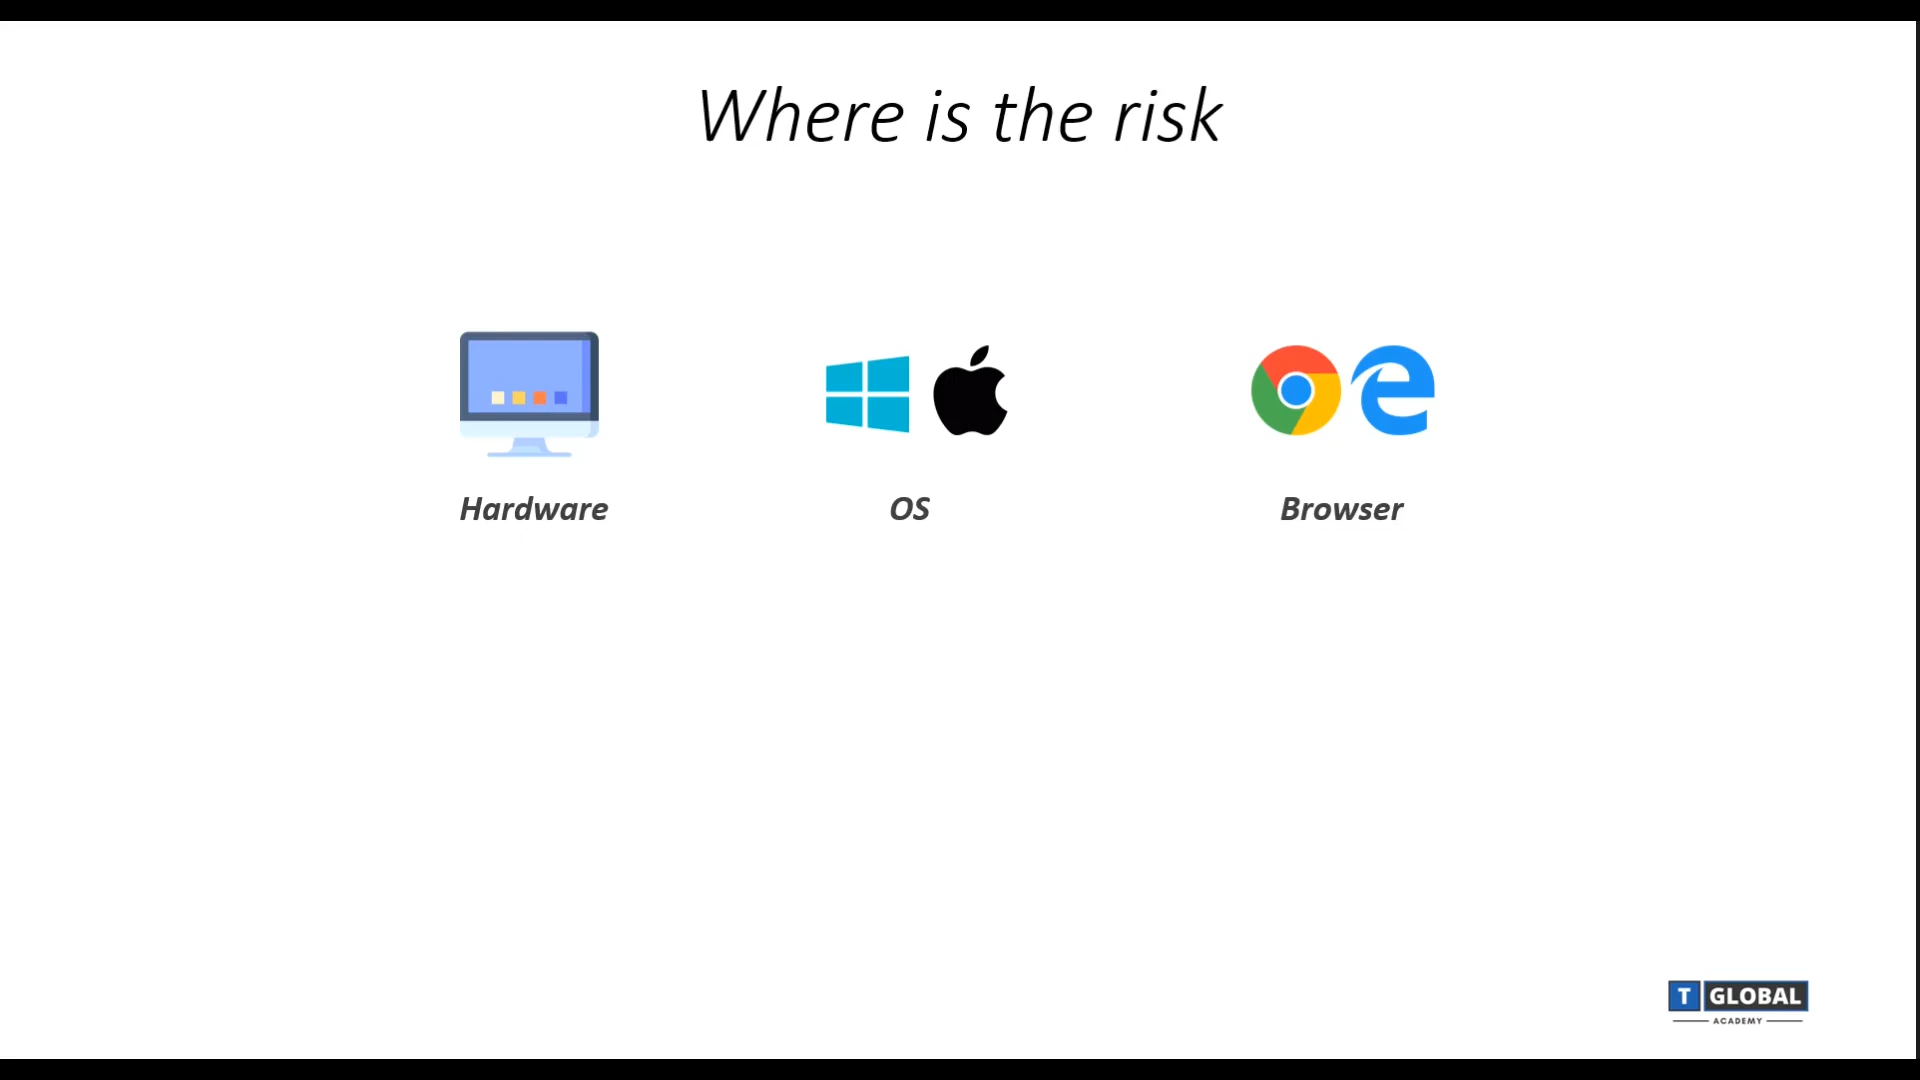 Where is the risk
Hardware
OS
Browser
T GLOBAL
ACADEMY